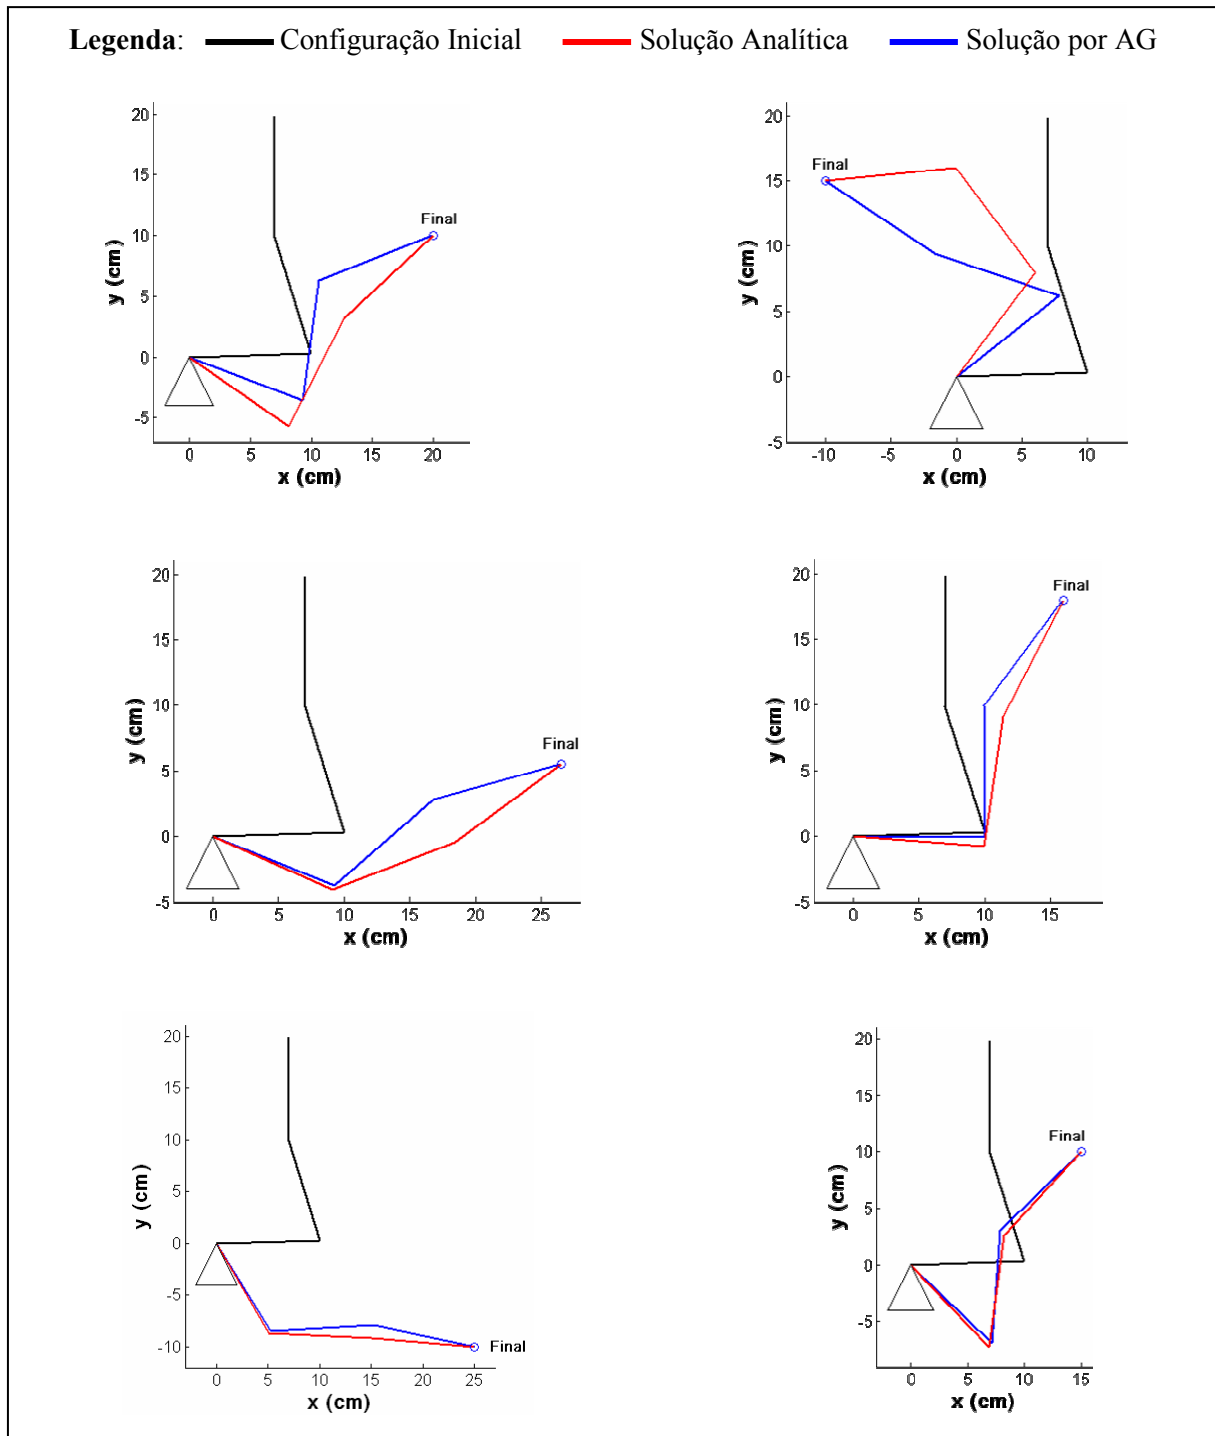 Legenda: Configuração Inicial Solução Analítica Solução por AG
20
15
10
5
0
-5
0 5 10 15 20
x (cm)
y (cm)
Final
20
15
10
5
0
-5
-10 -5 0 5 10
x (cm)
y (cm)
Final
20
15
10
5
0
-5
0 5 10 15 20 25
x (cm)
y (cm)
Final
20
15
10
5
0
-5
0 5 10 15
x (cm)
y (cm)
Final
20
15
10
5
0
-5
-10
0 5 10 15 20 25
x (cm)
y (cm)
Final
20
15
10
5
0
-5
0 5 10 15
x (cm)
y (cm)
Final